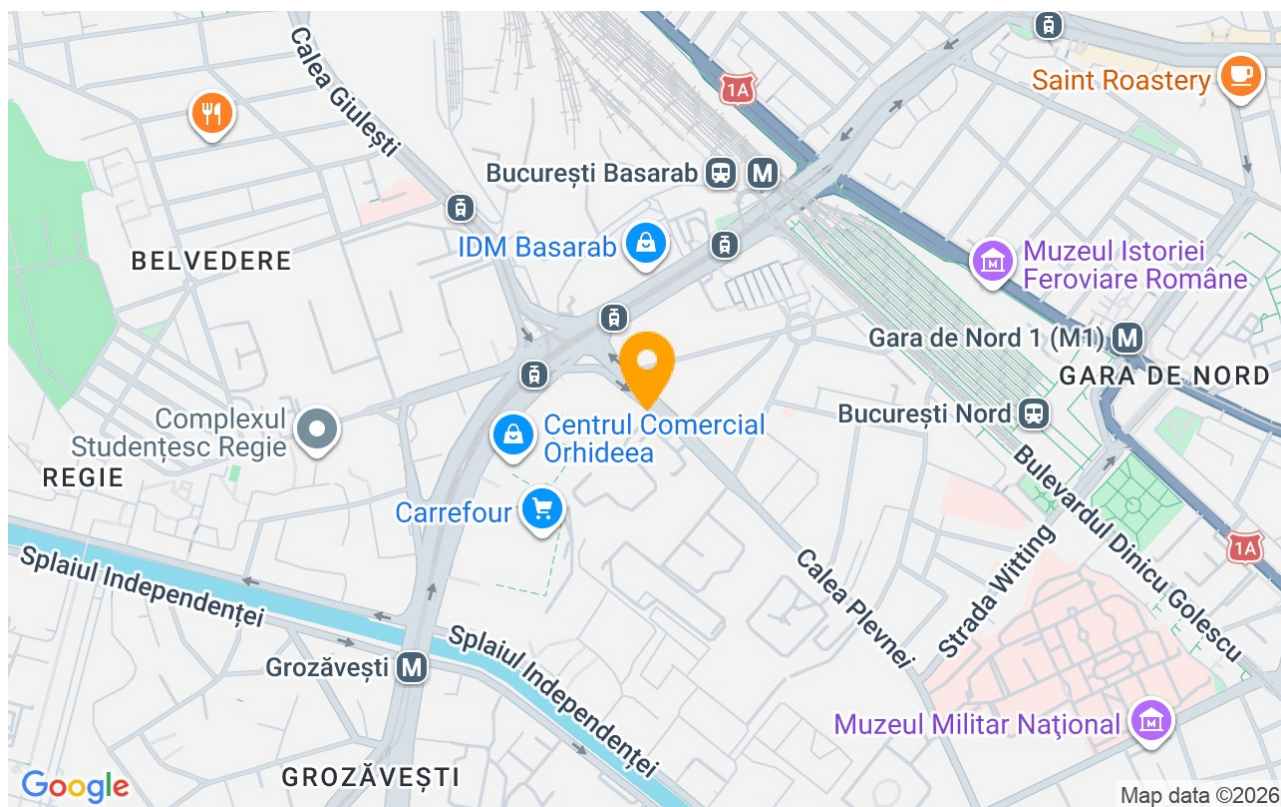 Calea Giulești
1A
Saint Roastery
București Basarab
M
IDM Basarab
BELVEDERE
Muzeul Istoriei
Feroviare Române
Gara de Nord 1 (M1)
M
GARA DE NORD
București Nord
Complexul
Studențesc Regie
Centrul Comercial
Orhideea
REGIE
Carrefour
Bulevardul Dinicu Golescu
1A
Splaiul Independenței
Strada Witting
Calea Plevnei
Splaiul Independenței
Grozăvești
M
Muzeul Militar Naţional
GROZĂVEȘTI
Google
Map data ©2026